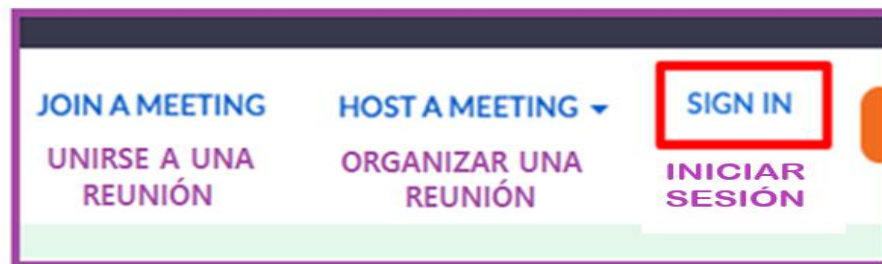 JOIN A MEETING
HOST A MEETING
SIGN IN
UNIRSE A UNA
REUNIÓN
ORGANIZAR UNA
REUNIÓN
INICIAR
SESIÓN